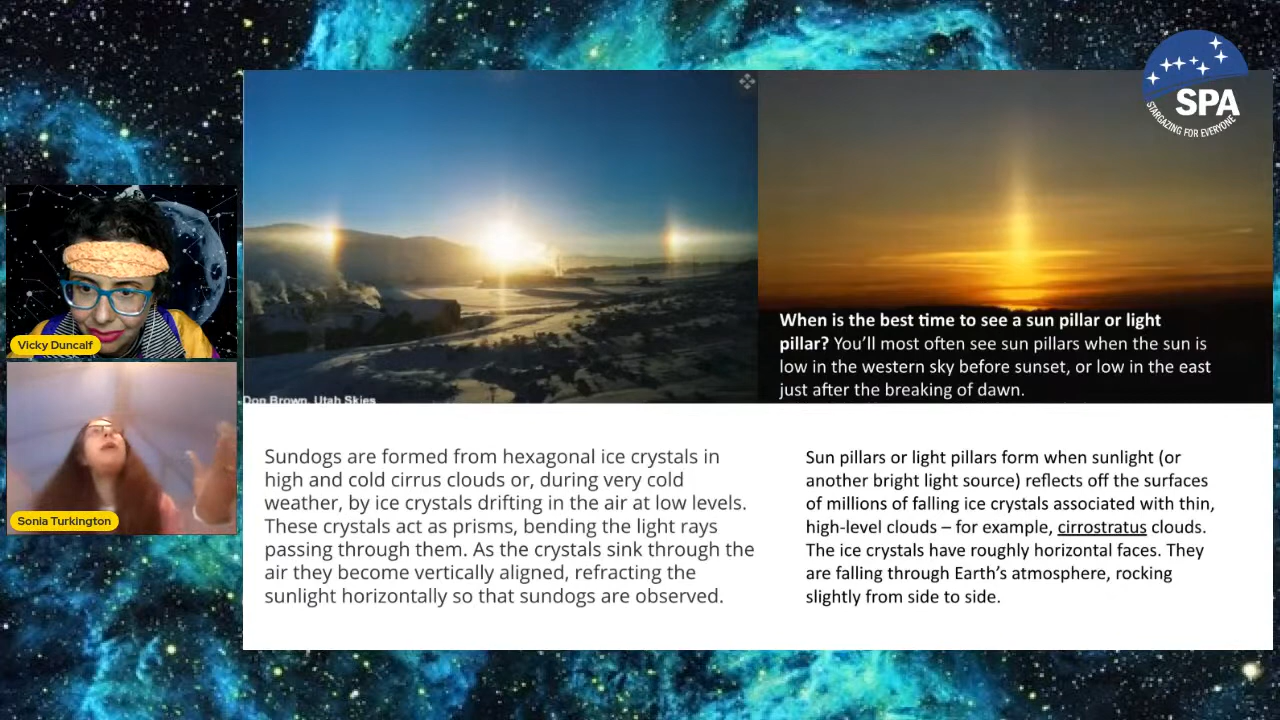 SPA
STARGAZING FOR EVERYONE
Vicky Duncalf
Sonia Turkington
Don Brown, Utah Skies
When is the best time to see a sun pillar or light
pillar? You’ll most often see sun pillars when the sun is
low in the western sky before sunset, or low in the east
just after the breaking of dawn.
Sundogs are formed from hexagonal ice crystals in
high and cold cirrus clouds or, during very cold
weather, by ice crystals drifting in the air at low levels.
These crystals act as prisms, bending the light rays
passing through them. As the crystals sink through the
air they become vertically aligned, refracting the
sunlight horizontally so that sundogs are observed.
Sun pillars or light pillars form when sunlight (or
another bright light source) reflects off the surfaces
of millions of falling ice crystals associated with thin,
high-level clouds – for example, cirrostratus clouds.
The ice crystals have roughly horizontal faces. They
are falling through Earth’s atmosphere, rocking
slightly from side to side.